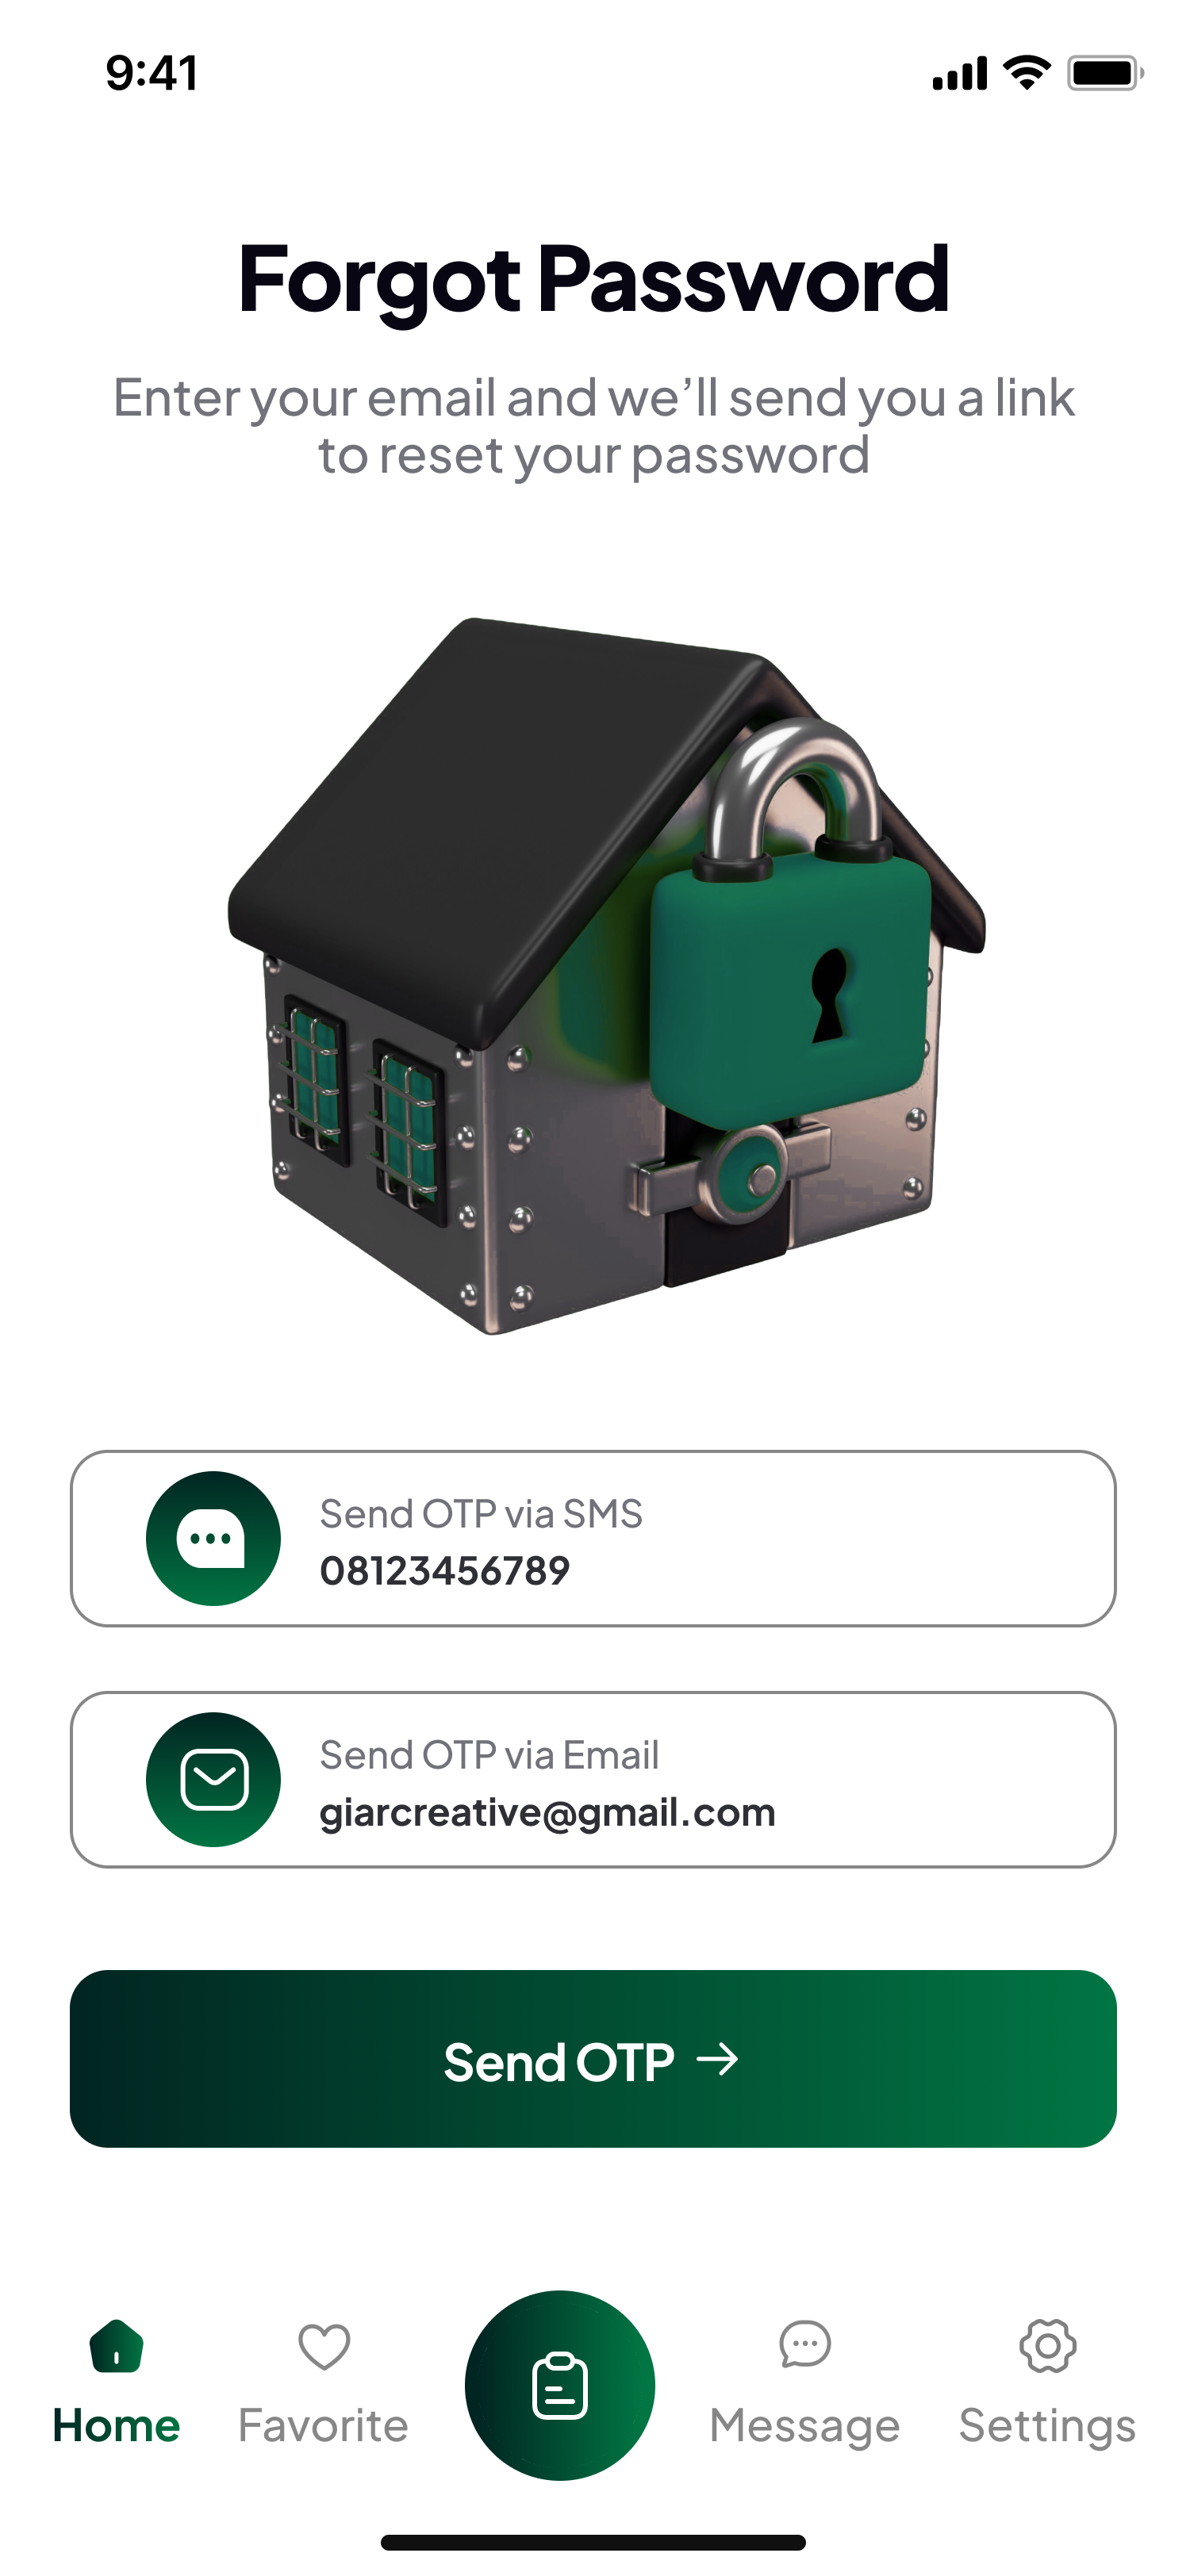 9:41
Forgot Password
Enter your email and we’ll send you a link
to reset your password
Send OTP via SMS
08123456789
Send OTP via Email
giarcreative@gmail.com
Send OTP →
Home
Favorite
Message
Settings